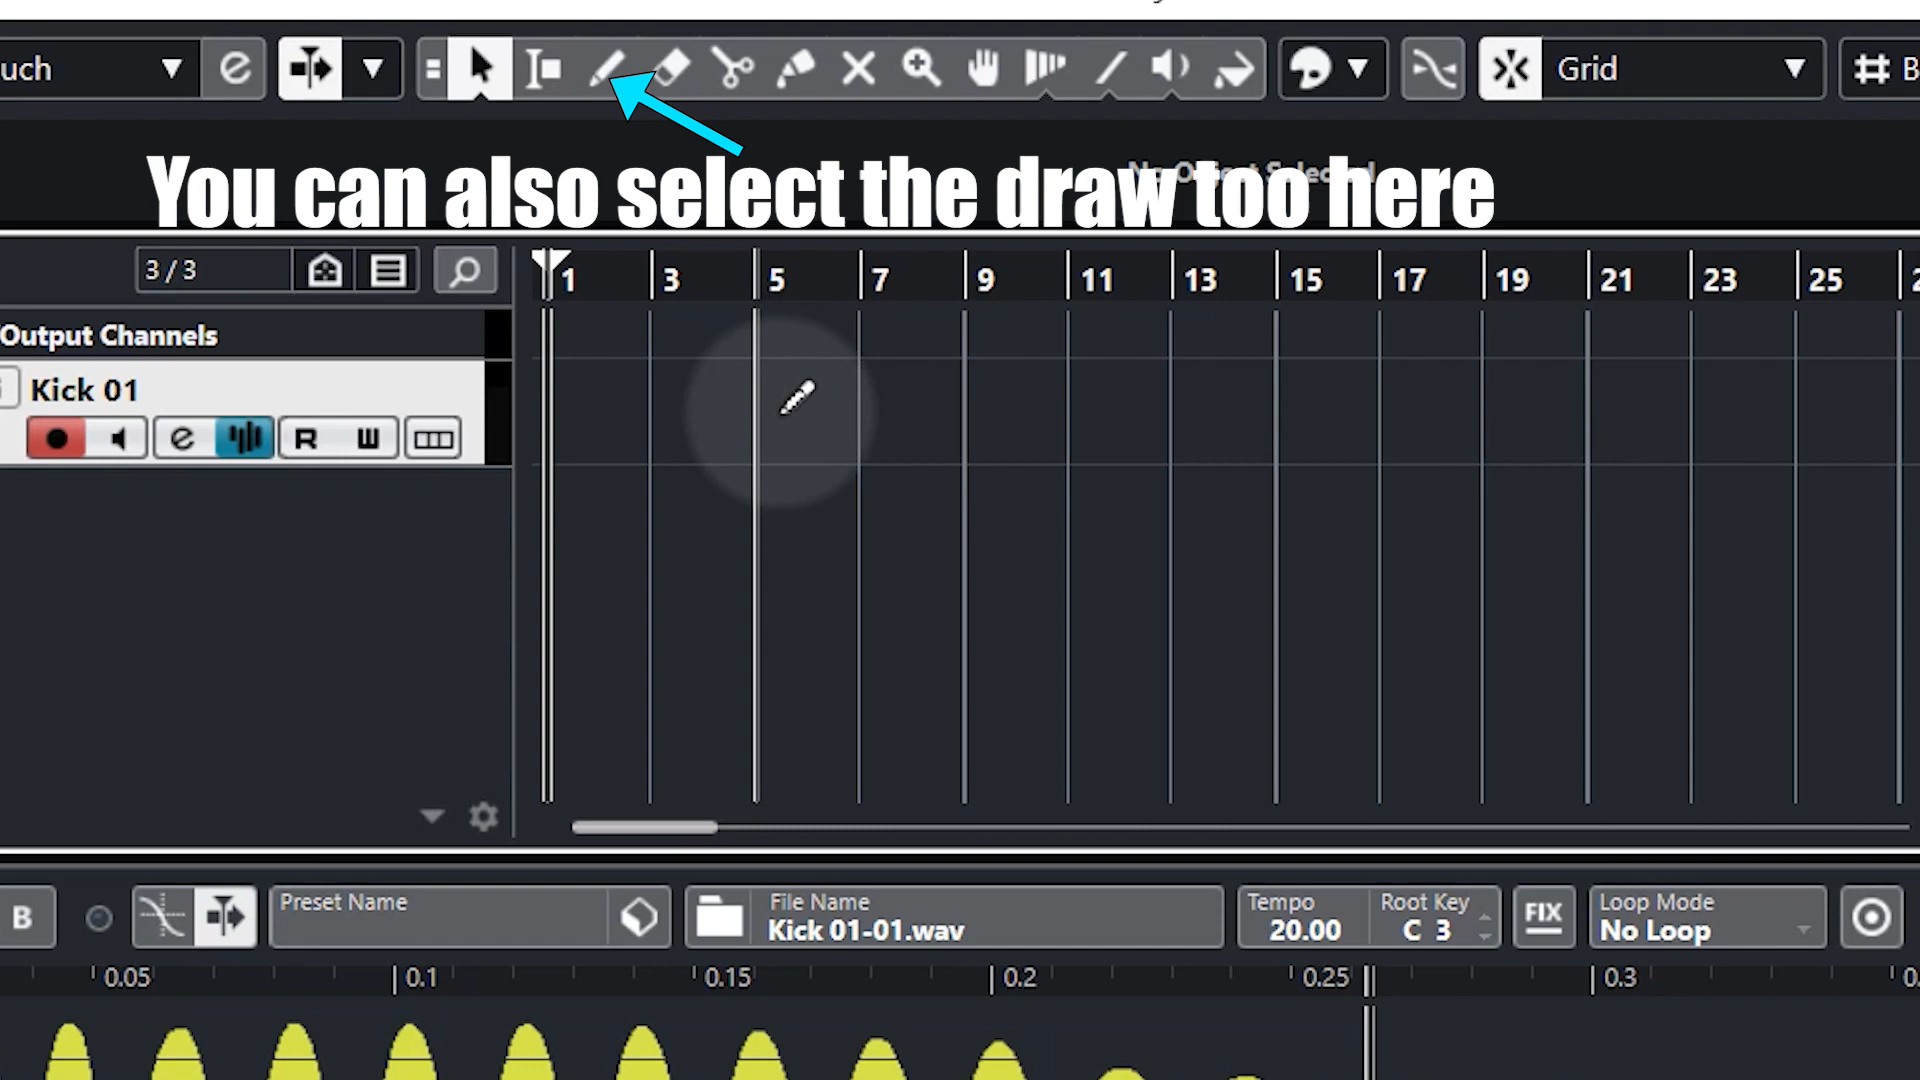 uch
Grid
B
You can also select the draw too here
3 / 3
1 3 5 7 9 11 13 15 17 19 21 23 25
Output Channels
Kick 01
R W
B
Preset Name
File Name
Kick 01-01.wav
Tempo
20.00
Root Key
C 3
FIX
Loop Mode
No Loop
0.05 0.1 0.15 0.2 0.25 0.3